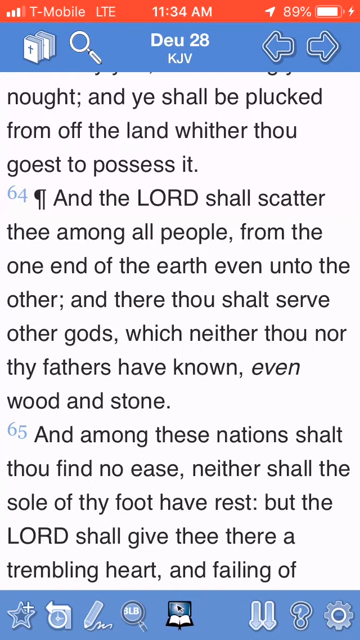 T-Mobile LTE 11:34 AM 89%
Deu 28
KJV
nought; and ye shall be plucked
from off the land whither thou
goest to possess it.
64 ¶ And the LORD shall scatter
thee among all people, from the
one end of the earth even unto the
other; and there thou shalt serve
other gods, which neither thou nor
thy fathers have known, even
wood and stone.
65 And among these nations shalt
thou find no ease, neither shall the
sole of thy foot have rest: but the
LORD shall give thee there a
trembling heart, and failing of
BLB